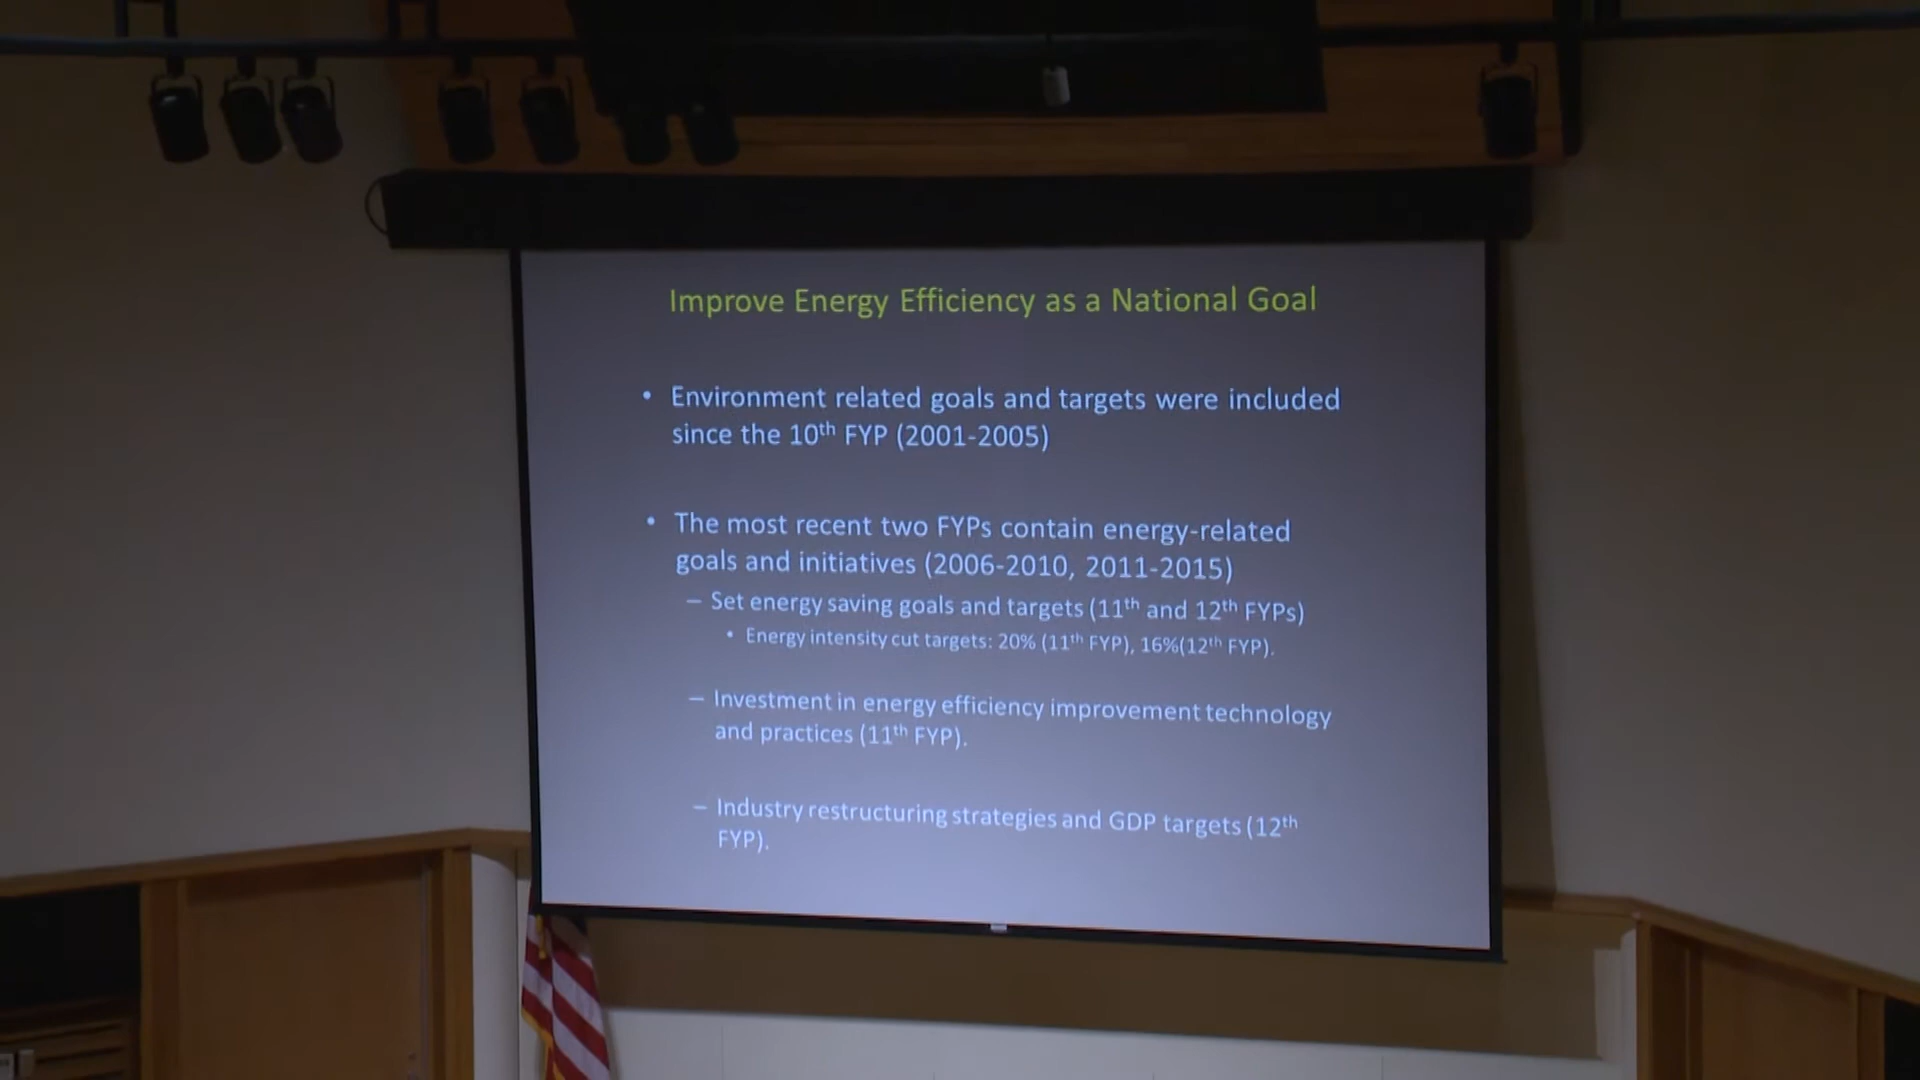 Improve Energy Efficiency as a National Goal
• Environment related goals and targets were included
since the 10th FYP (2001-2005)
• The most recent two FYPs contain energy-related
goals and initiatives (2006-2010, 2011-2015)
– Set energy saving goals and targets (11th and 12th FYPs)
• Energy intensity cut targets: 20% (11th FYP), 16%(12th FYP).
– Investment in energy efficiency improvement technology
and practices (11th FYP).
– Industry restructuring strategies and GDP targets (12th
FYP).